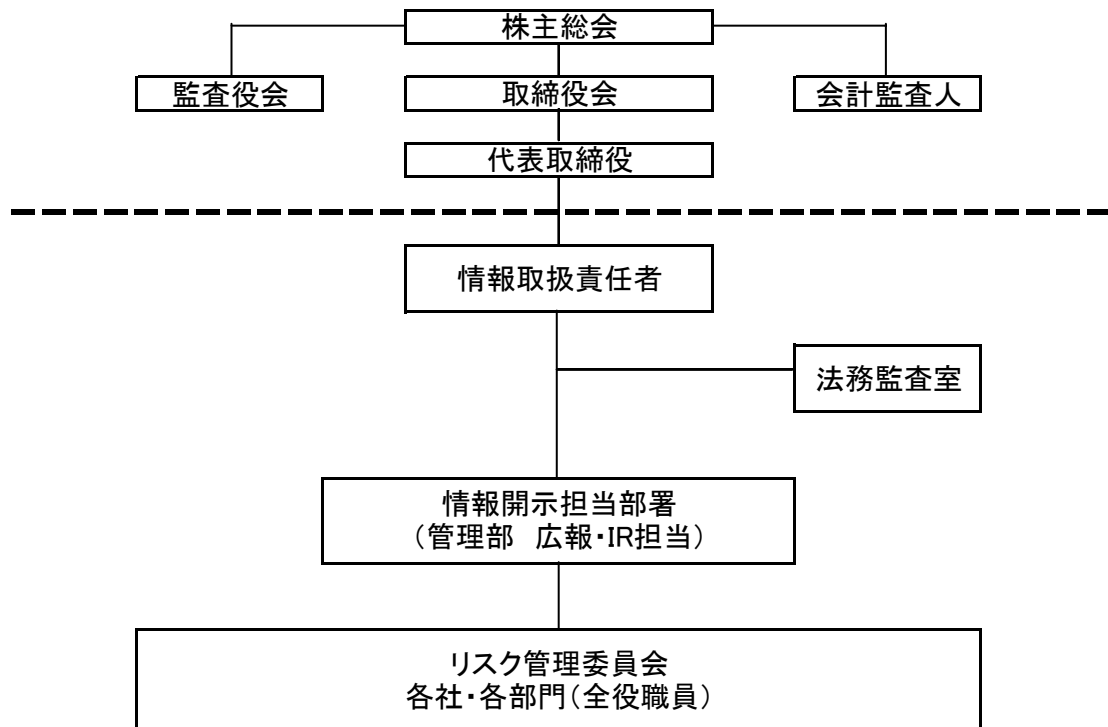 株主総会
監査役会
取締役会
会計監査人
代表取締役
情報取扱責任者
法務監査室
情報開示担当部署
（管理部　広報・IR担当）
リスク管理委員会
各社・各部門（全役職員）